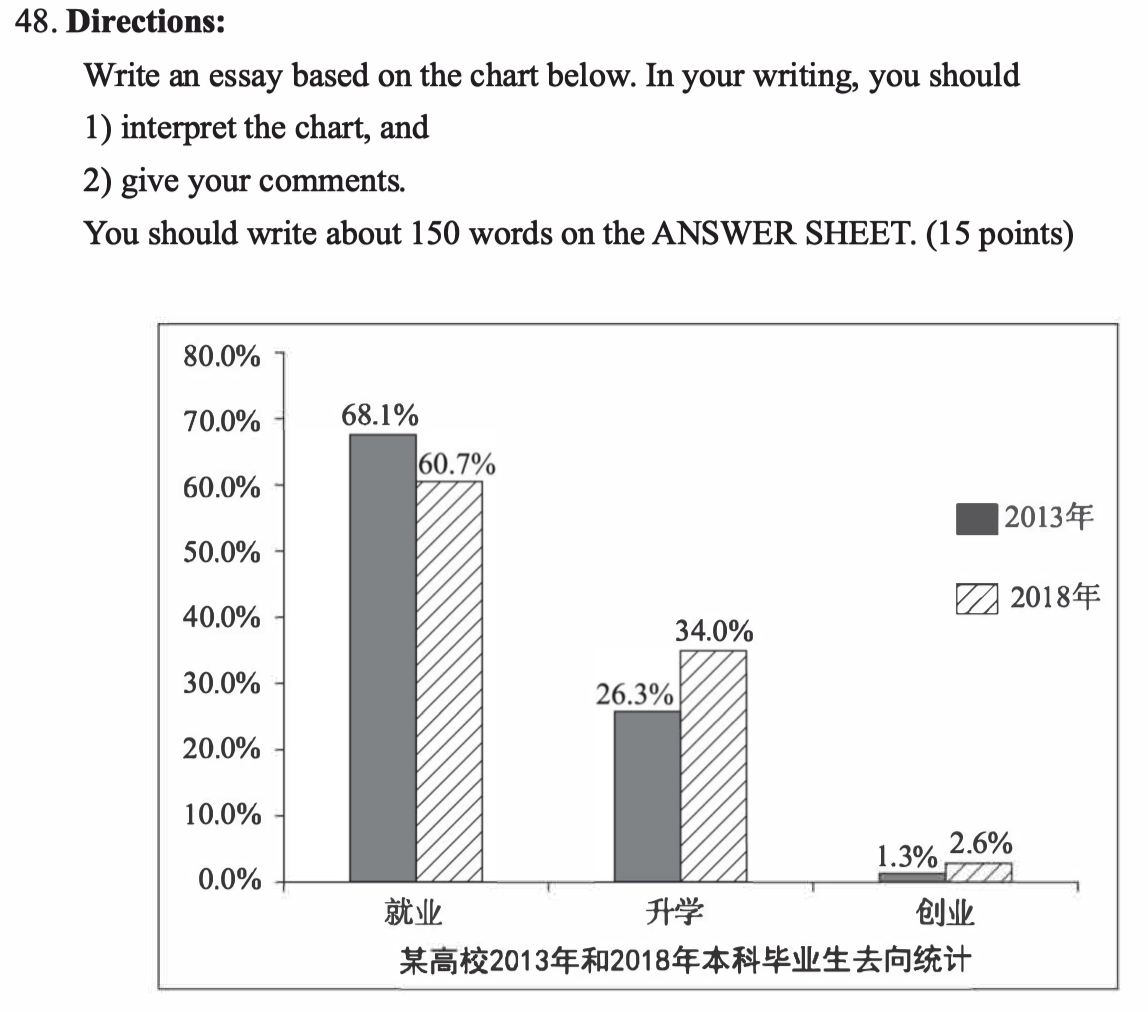 48. Directions:
Write an essay based on the chart below. In your writing, you should
1) interpret the chart, and
2) give your comments.
You should write about 150 words on the ANSWER SHEET. (15 points)
80.0%
70.0%
60.0%
50.0%
40.0%
30.0%
20.0%
10.0%
0.0%
68.1%
60.7%
26.3%
34.0%
1.3%
2.6%
2013年
2018年
就业
升学
创业
某高校2013年和2018年本科毕业生去向统计